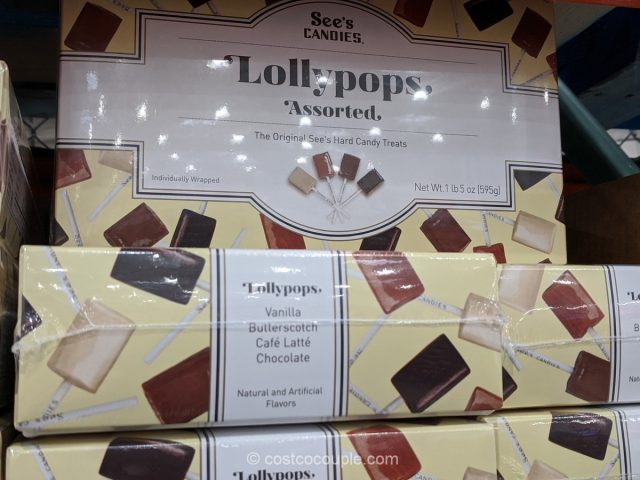 See's
CANDIES®
Lollypops
Assorted
The Original See's Hard Candy Treats
Individually Wrapped
Net Wt. 1 lb 5 oz (595g)
Lollypops
Vanilla
Butterscotch
Café Latté
Chocolate
Natural and Artificial
Flavors
Lollypops
© costcocouple.com